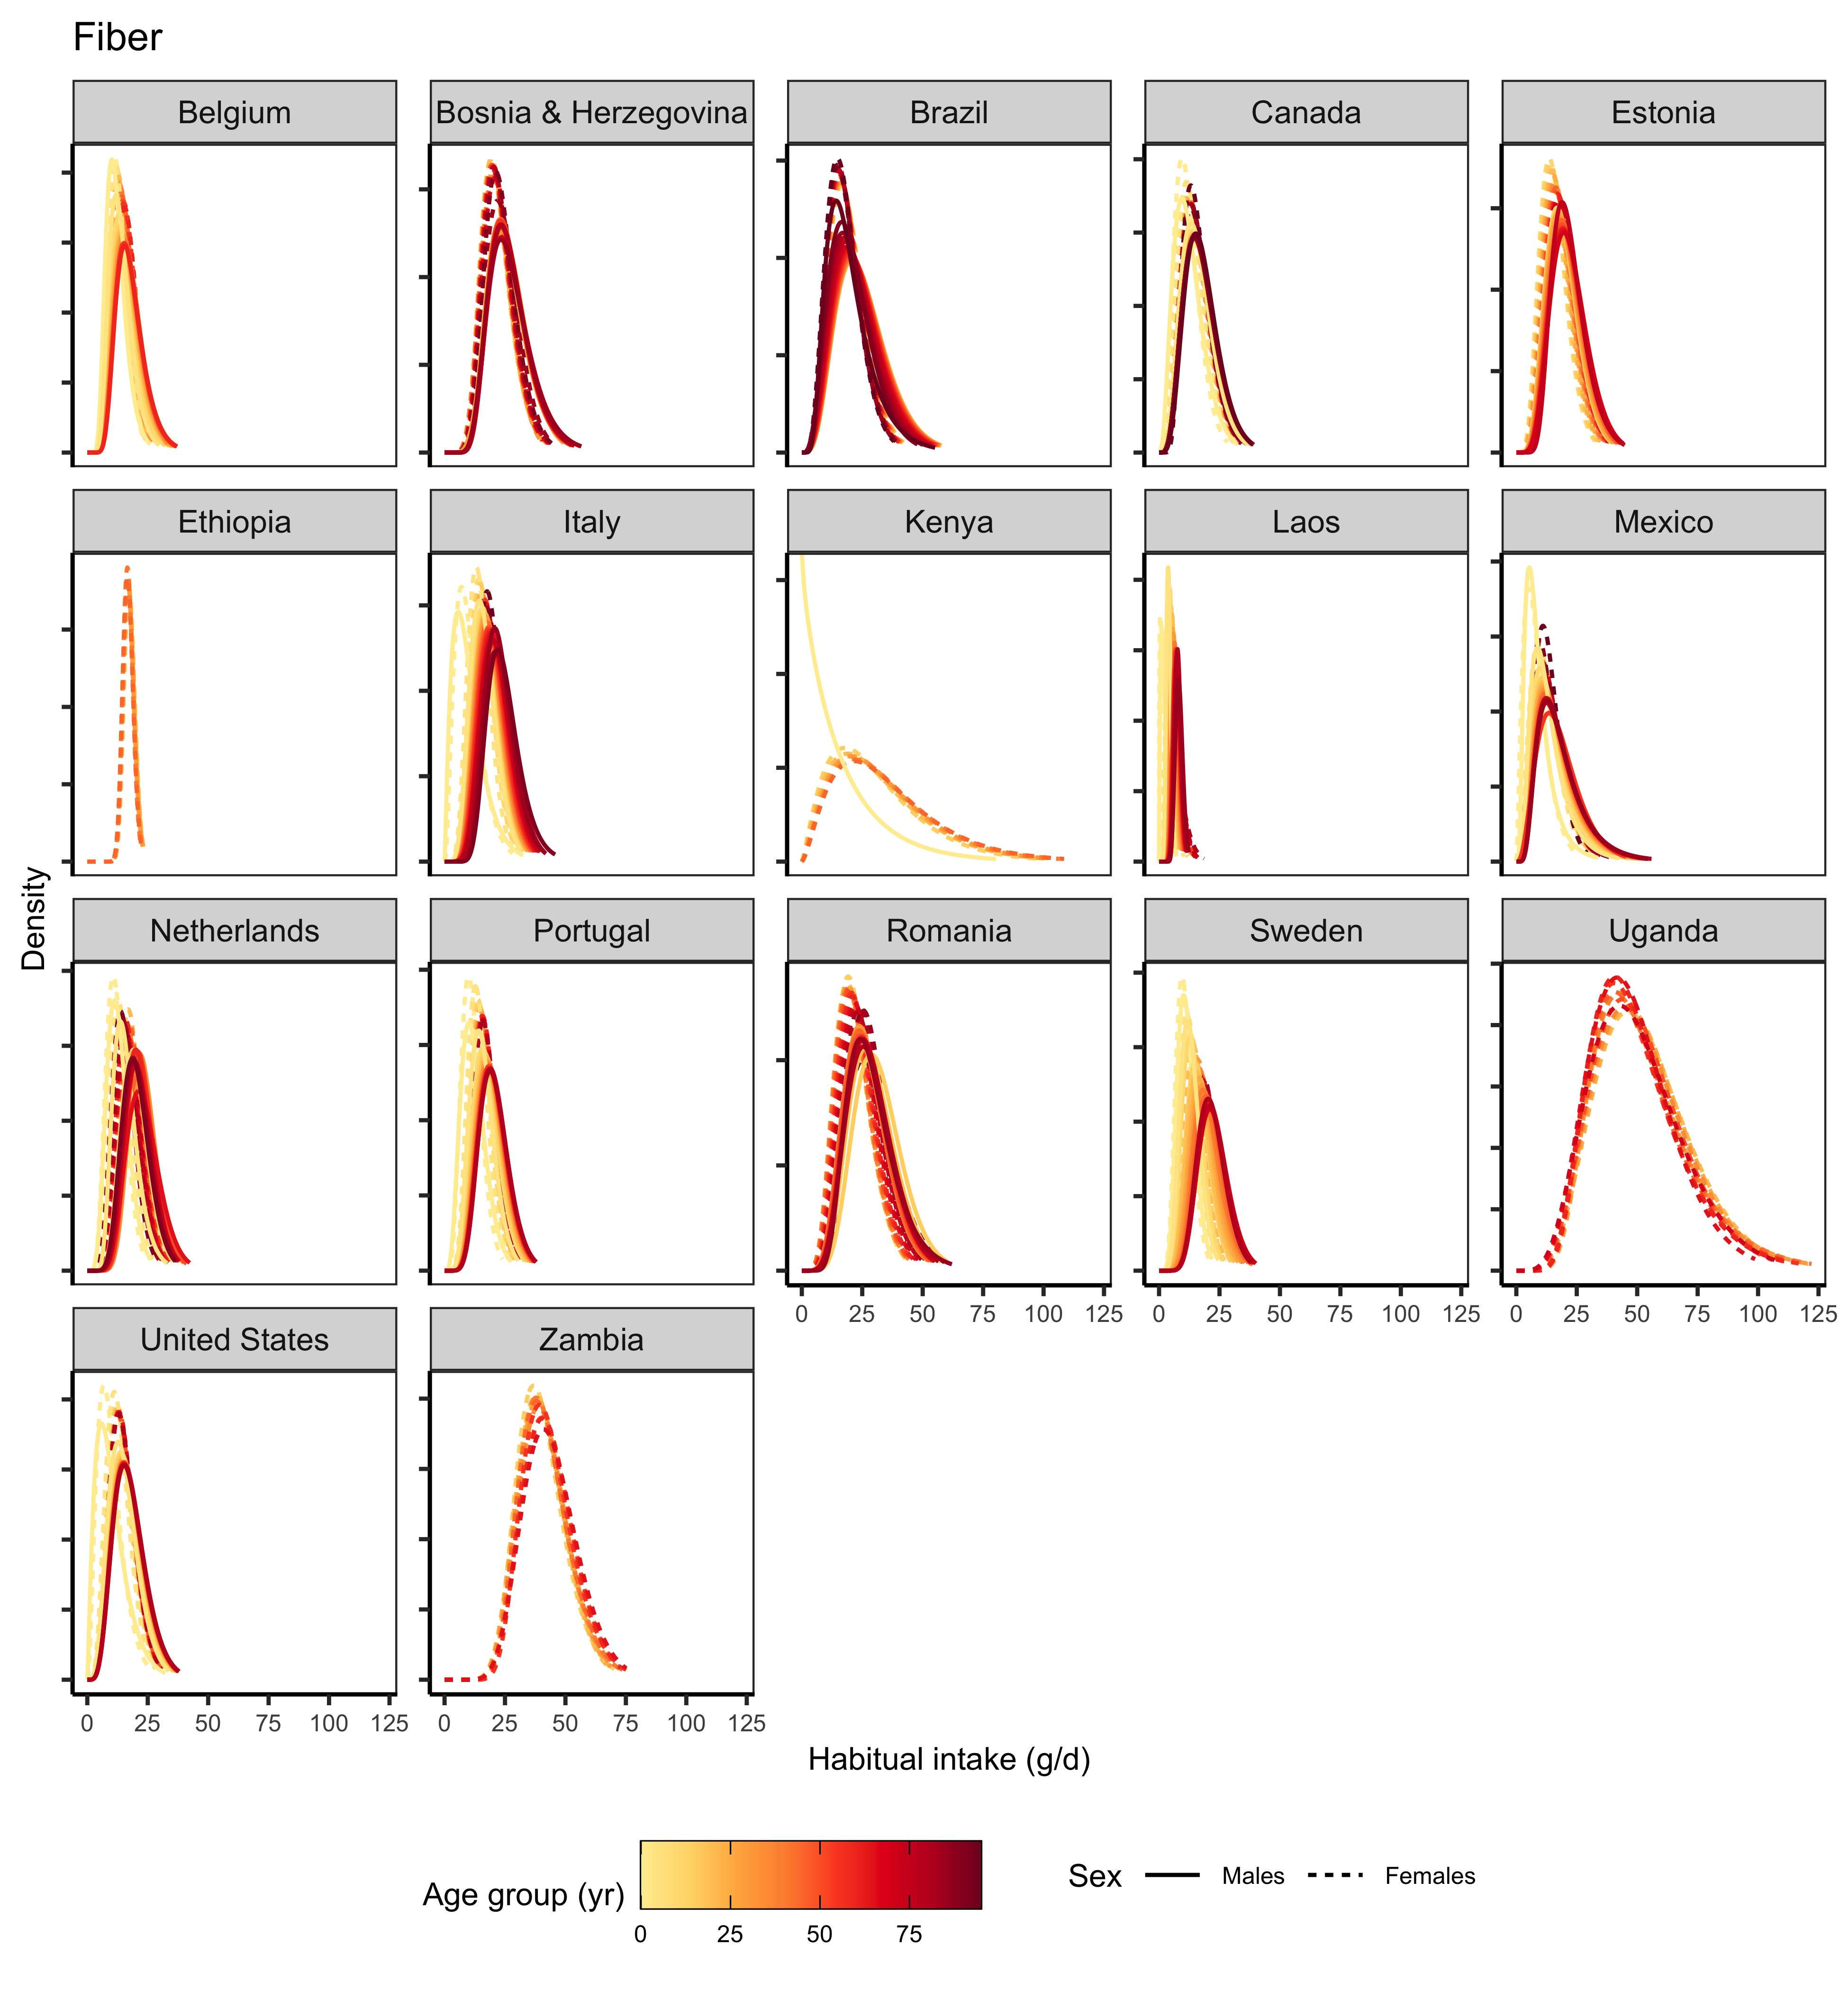 Fiber
Belgium
Bosnia & Herzegovina
Brazil
Canada
Estonia
Ethiopia
Italy
Kenya
Laos
Mexico
Density
Netherlands
Portugal
Romania
Sweden
Uganda
0 25 50 75 100 125
0 25 50 75 100 125
0 25 50 75 100 125
United States
Zambia
0 25 50 75 100 125
0 25 50 75 100 125
Habitual intake (g/d)
Age group (yr)
0 25 50 75
Sex
Males
Females